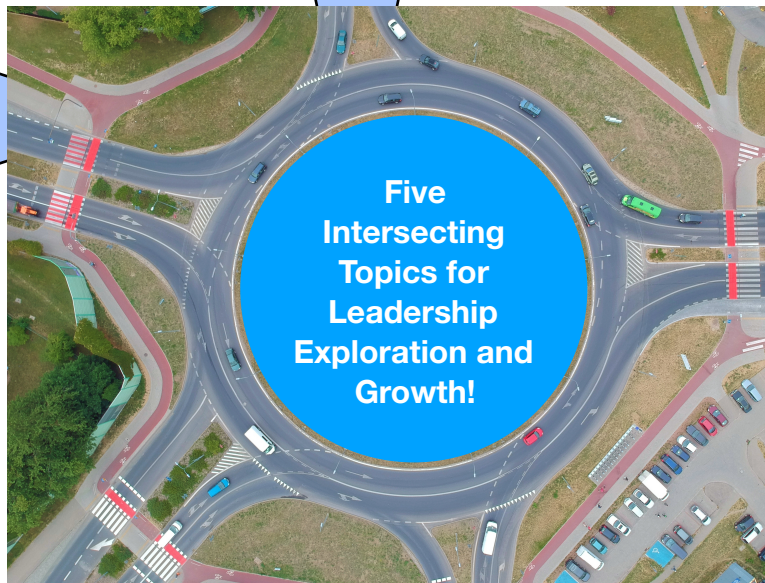 Five
Intersecting
Topics for
Leadership
Exploration and
Growth!